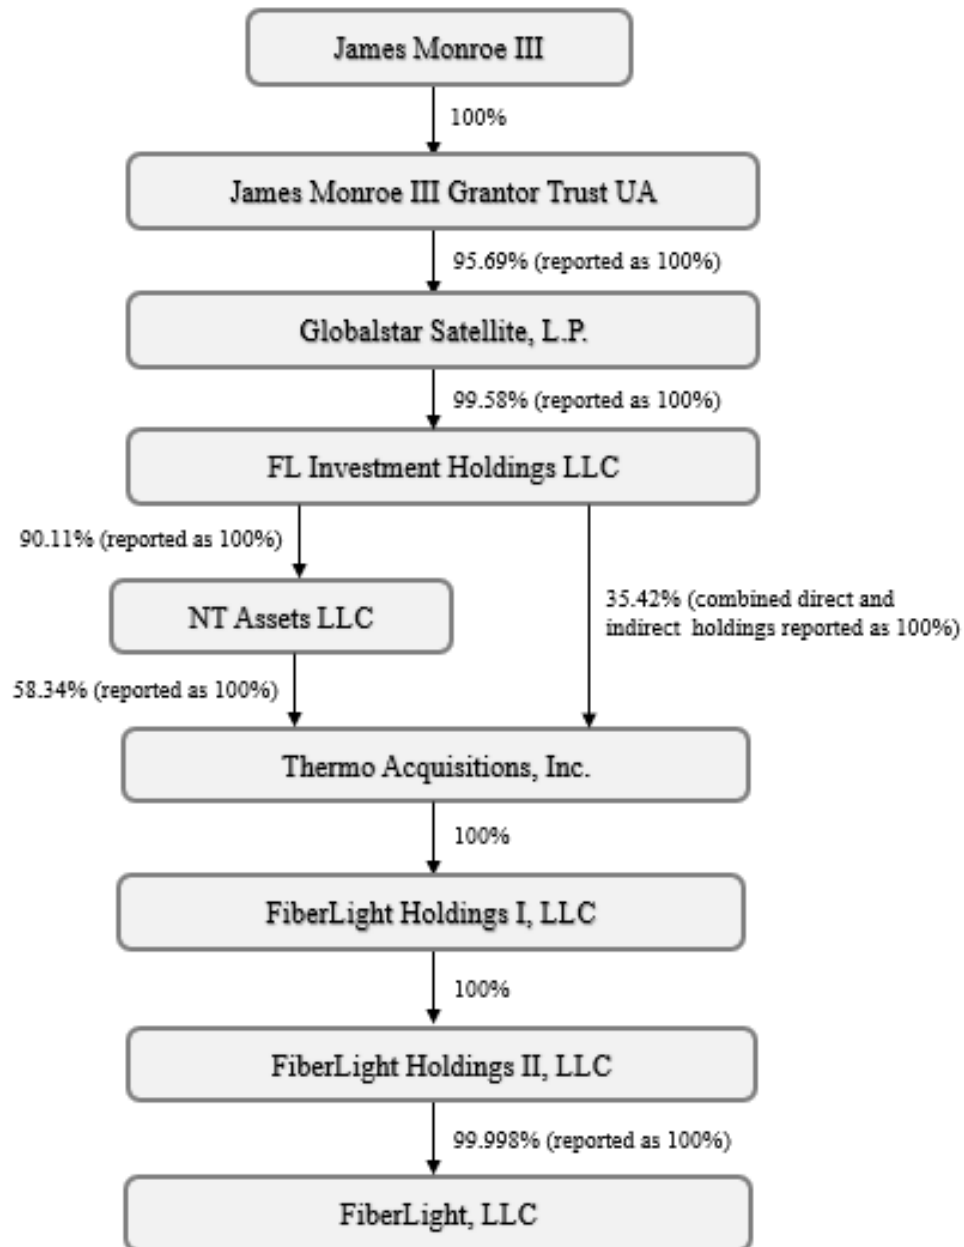 James Monroe III
100%
James Monroe III Grantor Trust UA
95.69% (reported as 100%)
Globalstar Satellite, L.P.
99.58% (reported as 100%)
FL Investment Holdings LLC
90.11% (reported as 100%)
NT Assets LLC
35.42% (combined direct and
indirect holdings reported as 100%)
58.34% (reported as 100%)
Thermo Acquisitions, Inc.
100%
FiberLight Holdings I, LLC
100%
FiberLight Holdings II, LLC
99.998% (reported as 100%)
FiberLight, LLC